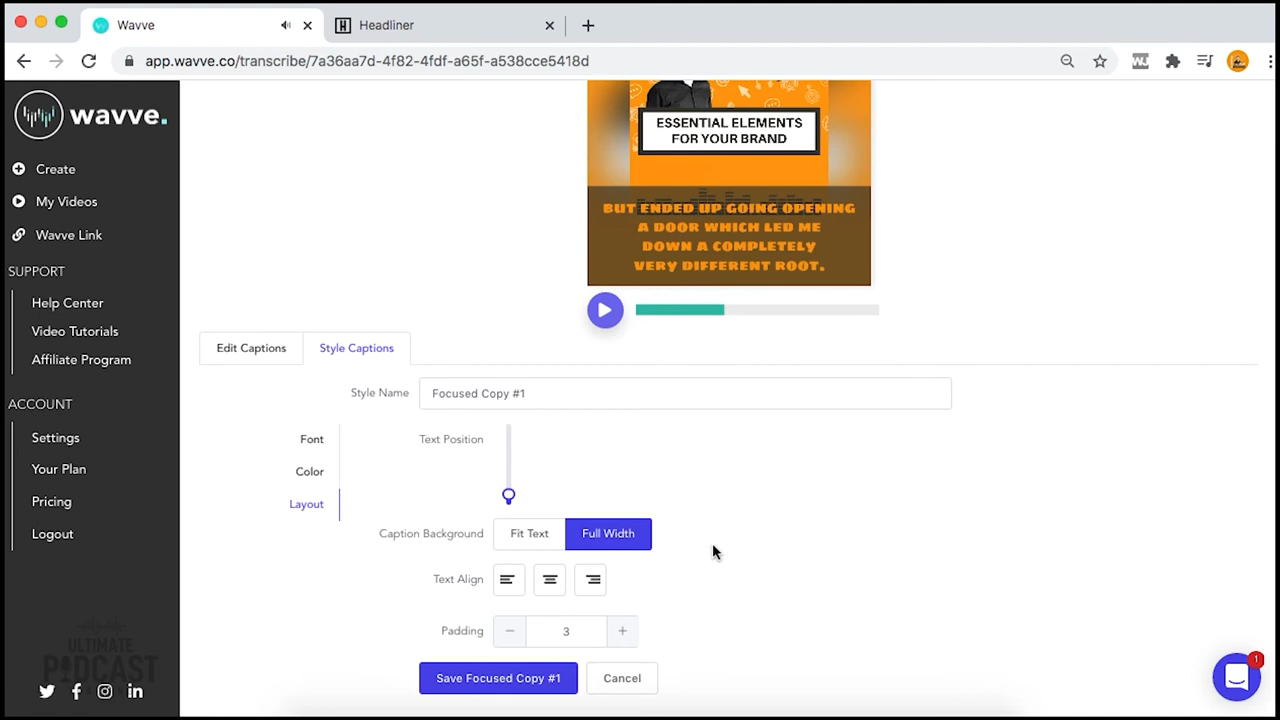 Wavve
Headiner
app.wavve.co/transcribe/7a36aa7d-4f82-4fdf-a65f-a538cce5418d
WJ
wavve.
Create
My Videos
Wavve Link
SUPPORT
Help Center
Video Tutorials
Affiliate Program
ACCOUNT
Settings
Your Plan
Pricing
Logout
ULTIMATE
PODCAST
ESSENTIAL ELEMENTS
FOR YOUR BRAND
BUT ENDED UP GOING OPENING
A DOOR WHICH LED ME
DOWN A COMPLETELY
VERY DIFFERENT ROOT.
Edit Captions
Style Captions
Style Name
Focused Copy #1
Font
Color
Layout
Text Position
Caption Background
Fit Text
Full Width
Text Align
Padding
3
Save Focused Copy #1
Cancel
1